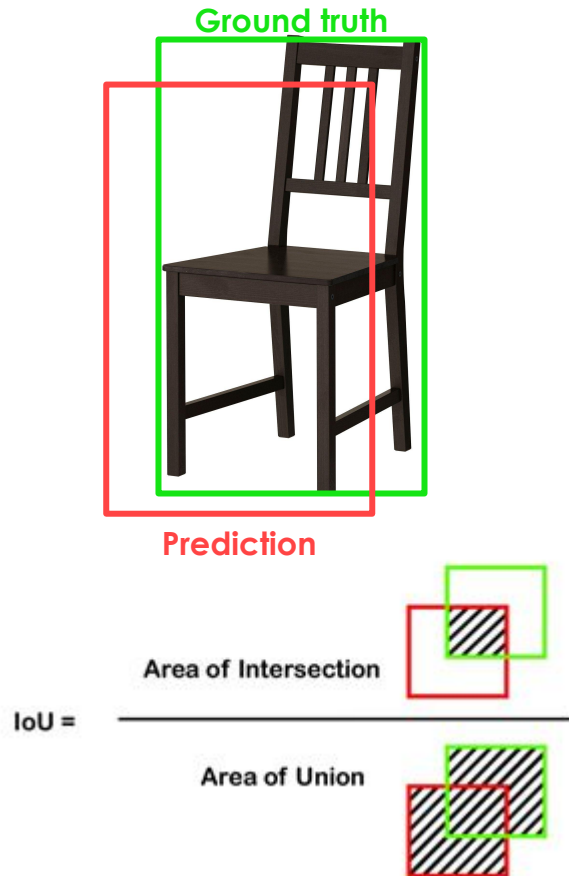 Ground truth
Prediction
Area of Intersection
IoU =
Area of Union